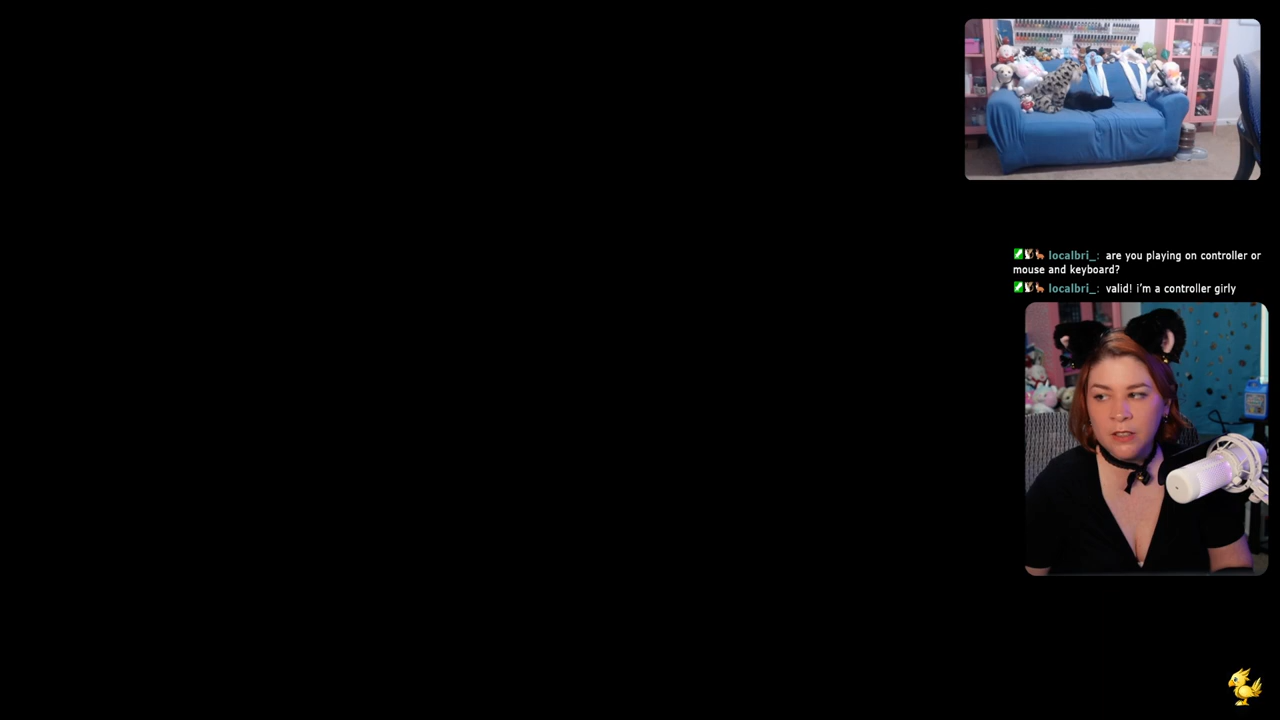 localbri_: are you playing on controller or
mouse and keyboard?
localbri_: valid! i'm a controller girly